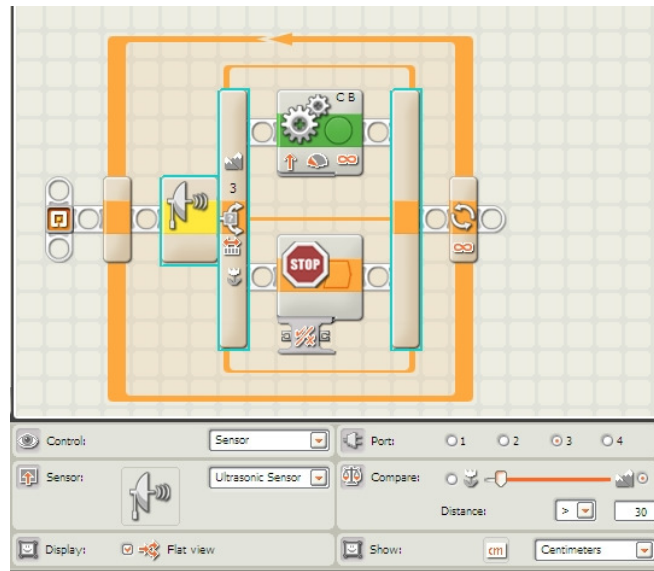 C B
3
STOP
Control: Sensor
Port: 1 2 3 4
Sensor: Ultrasonic Sensor
Compare:
Distance: > 30
Display: Flat view
Show: cm Centimeters